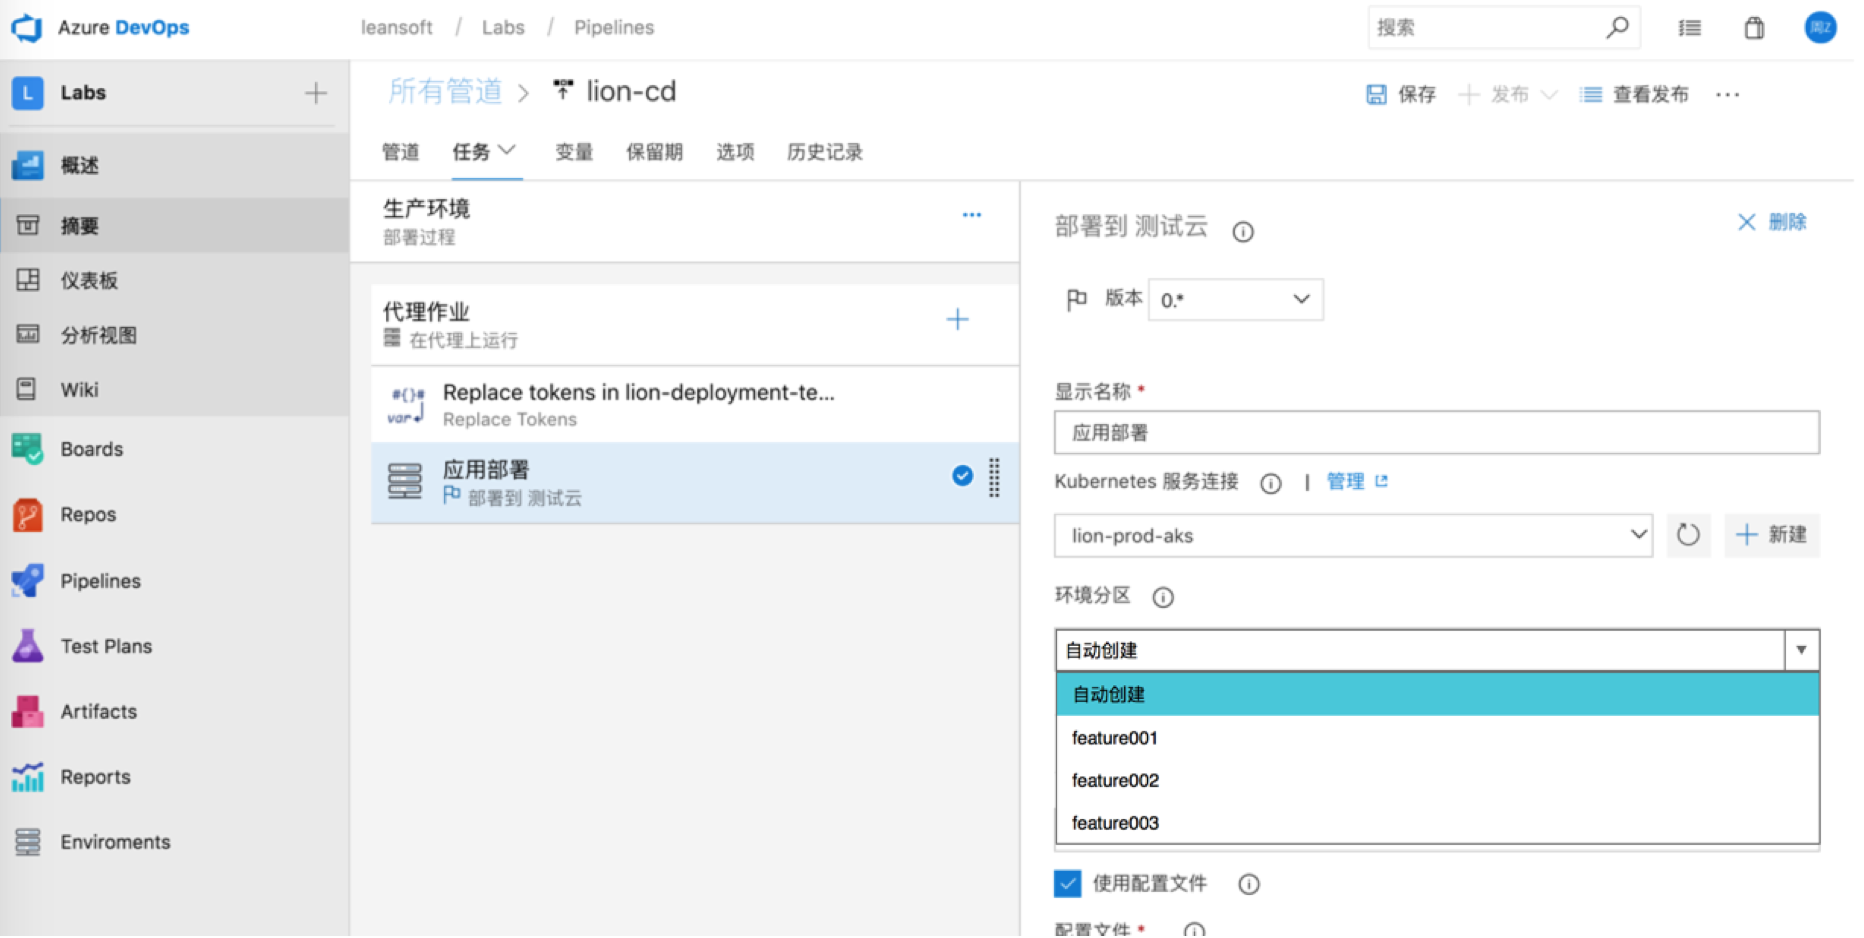 Azure DevOps
leansoft / Labs / Pipelines
搜索
周Z
L Labs
所有管道 > lion-cd
保存
发布
查看发布
管道 任务 变量 保留期 选项 历史记录
概述
摘要
仪表板
分析视图
Wiki
Boards
Repos
Pipelines
Test Plans
Artifacts
Reports
Enviroments
生产环境
部署过程
代理作业
在代理上运行
#{}#
var
Replace tokens in lion-deployment-te...
Replace Tokens
应用部署
部署到 测试云
部署到 测试云
删除
版本 0.*
显示名称 *
应用部署
Kubernetes 服务连接 | 管理
lion-prod-aks
新建
环境分区
自动创建
自动创建
feature001
feature002
feature003
使用配置文件
配置文件 *